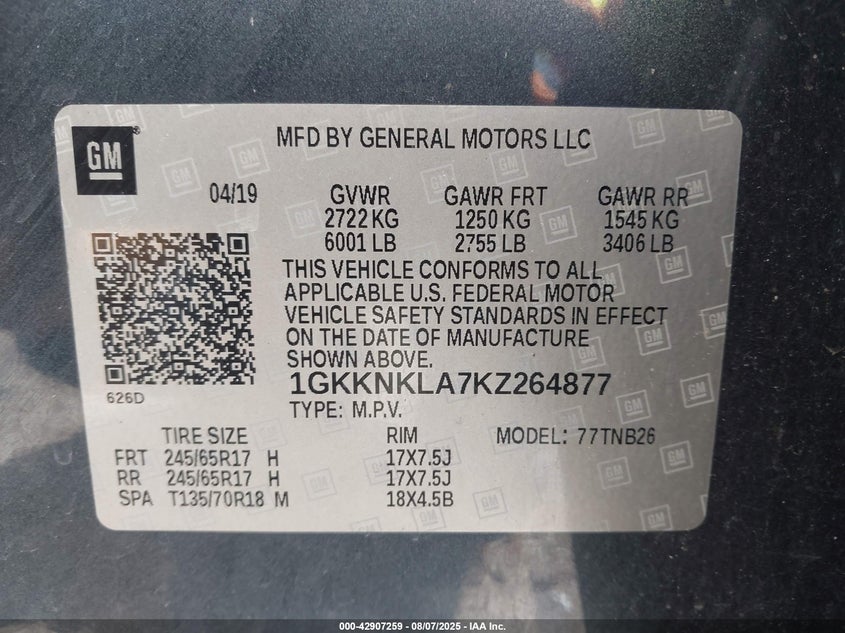 GM
MFD BY GENERAL MOTORS LLC
04/19 GVWR GAWR FRT GAWR RR
2722 KG 1250 KG 1545 KG
6001 LB 2755 LB 3406 LB
THIS VEHICLE CONFORMS TO ALL
APPLICABLE U.S. FEDERAL MOTOR
VEHICLE SAFETY STANDARDS IN EFFECT
ON THE DATE OF MANUFACTURE
SHOWN ABOVE.
1GKKNKLA7KZ264877
626D
TYPE: M.P.V.
TIRE SIZE RIM MODEL: 77TNB26
FRT 245/65R17 H 17X7.5J
RR 245/65R17 H 17X7.5J
SPA T135/70R18 M 18X4.5B
000-42907259 - 08/07/2025 - IAA Inc.